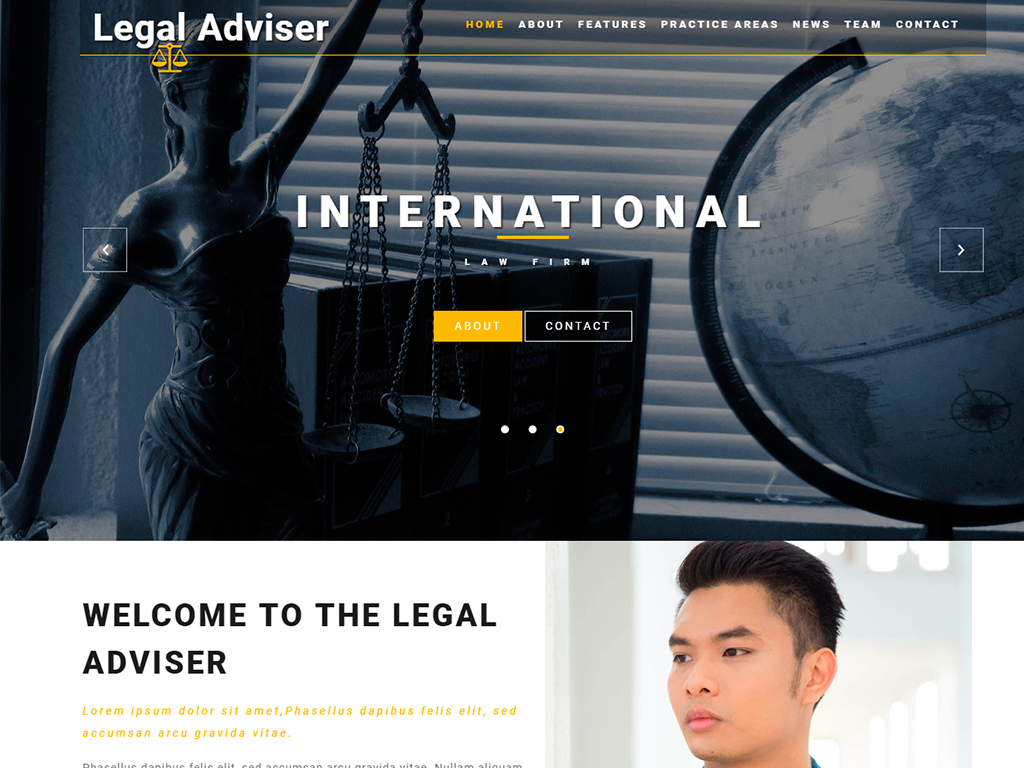 Legal Adviser
HOME ABOUT FEATURES PRACTICE AREAS NEWS TEAM CONTACT
INTERNATIONAL
LAW FIRM
ABOUT CONTACT
WELCOME TO THE LEGAL
ADVISER
Lorem ipsum dolor sit amet,Phasellus dapibus felis elit, sed
accumsan arcu gravida vitae.
Phasellus dapibus felis elit, sed accumsan arcu gravida vitae. Nullam aliquam